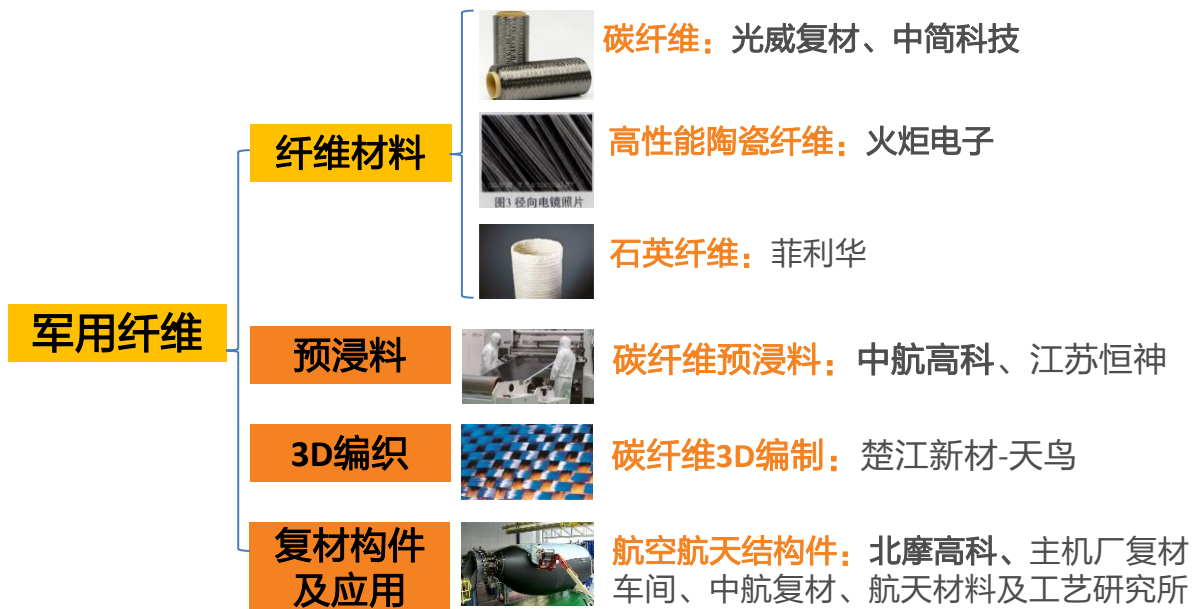 碳纤维：光威复材、中简科技
纤维材料
高性能陶瓷纤维：火炬电子
图3 径向电镜照片
石英纤维：菲利华
军用纤维
预浸料
碳纤维预浸料：中航高科、江苏恒神
3D编织
碳纤维3D编制：楚江新材-天鸟
复材构件
及应用
航空航天结构件：北摩高科、主机厂复材
车间、中航复材、航天材料及工艺研究所